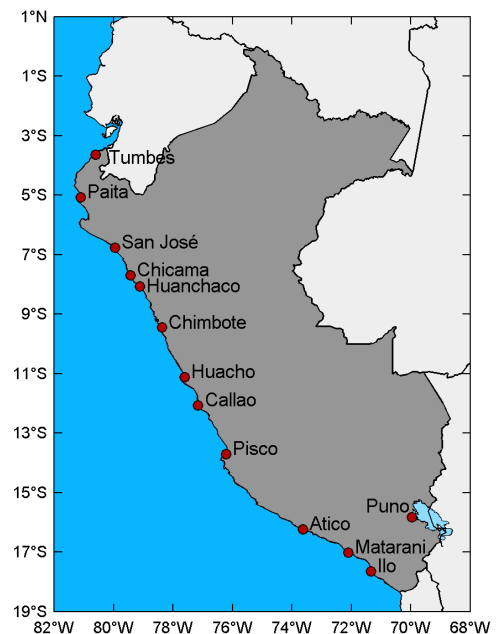 1°N
1°S
3°S
Tumbes
Paita
5°S
San José
7°S
Chicama
Huanchaco
9°S
Chimbote
11°S
Huacho
Callao
13°S
Pisco
15°S
Puno
Atico
17°S
Matarani
Ilo
19°S
82°W 80°W 78°W 76°W 74°W 72°W 70°W 68°W